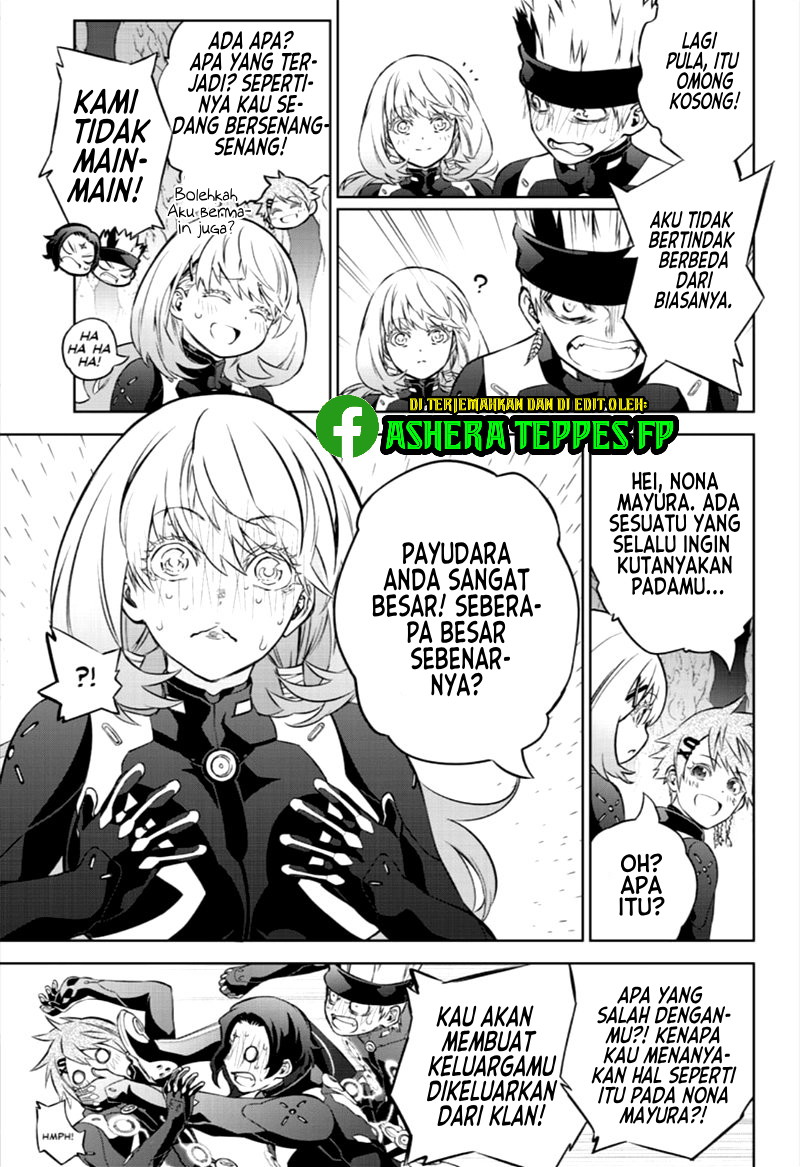 LAGI
PULA, ITU
OMONG
KOSONG!
AKU TIDAK
BERTINDAK
BERBEDA
DARI
BIASANYA.
?
ADA APA?
APA YANG TER-
JADI? SEPERTI-
NYA KAU SE-
DANG BERSENANG-
SENANG!
Bolehkah
Aku berma-
in juga?
KAMI
TIDAK
MAIN-
MAIN!
HA
HA HA HA
HA!
DI TERJEMAHKAN DAN DI EDIT OLEH:
f ASHERA TEPPES FP
HEI, NONA
MAYURA. ADA
SESUATU YANG
SELALU INGIN
KUTANYAKAN
PADAMU...
OH?
APA
ITU?
PAYUDARA
ANDA SANGAT
BESAR! SEBERA-
PA BESAR
SEBENAR-
NYA?
?!
APA YANG
SALAH DENGAN-
MU?! KENAPA
KAU MENANYA-
KAN HAL SEPERTI
ITU PADA NONA
MAYURA?!
KAU AKAN
MEMBUAT
KELUARGAMU
DIKELUARKAN
DARI KLAN!
HMPH!